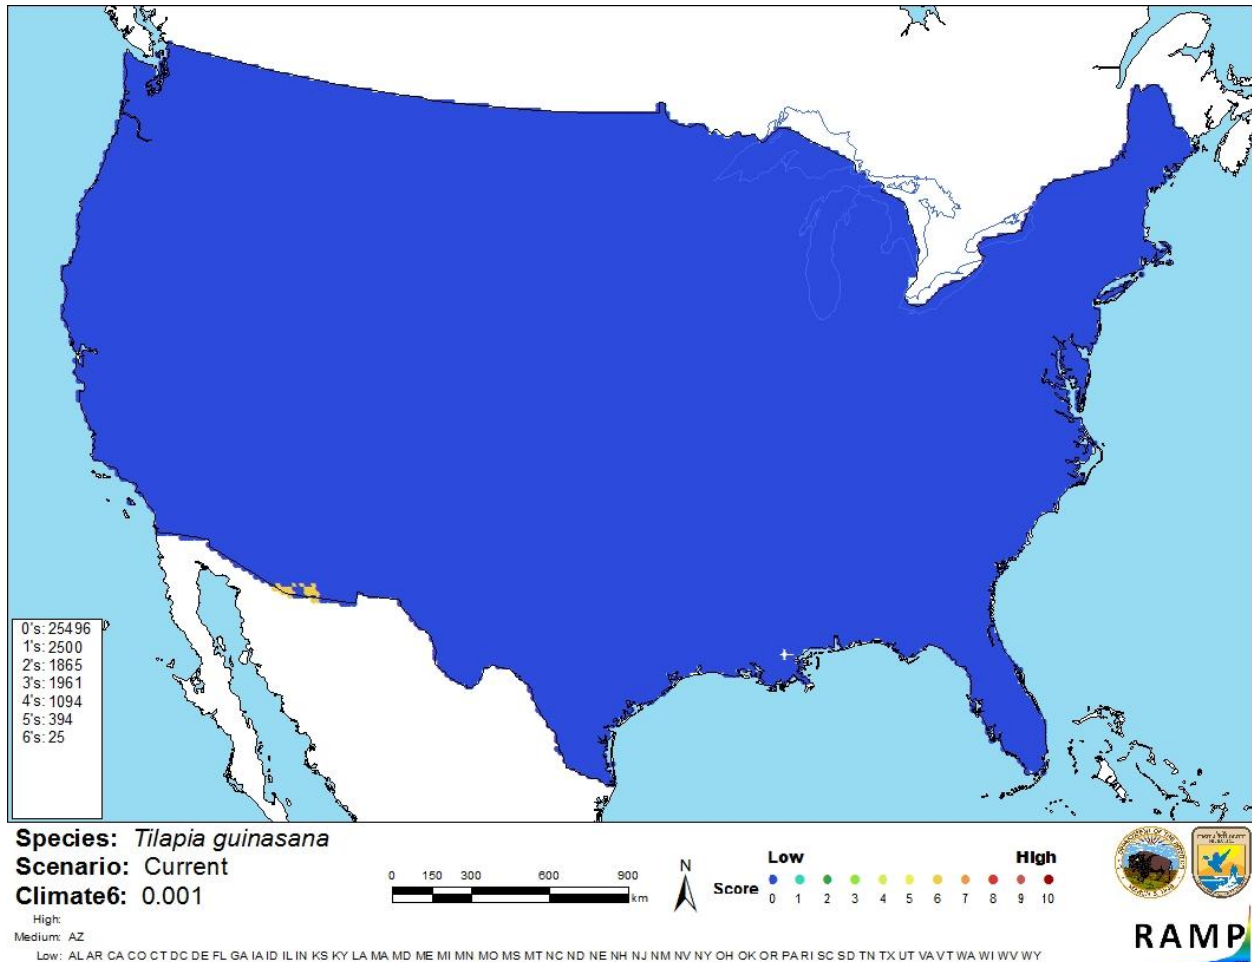 0's: 25496
1's: 2500
2's: 1865
3's: 1961
4's: 1094
5's: 394
6's: 25
Species: Tilapia guinasana
Scenario: Current
Climate6: 0.001
High:
Medium: AZ
Low: AL AR CA CO CT DC DE FL GA IA ID IL IN KS KY LA MA MD ME MI MN MO MS MT NC ND NE NH NJ NM NV NY OH OK OR PA RI SC SD TN TX UT VA VT WA WI WV WY
0 150 300 600 900
km
N
Low High
Score
0 1 2 3 4 5 6 7 8 9 10
RAMP